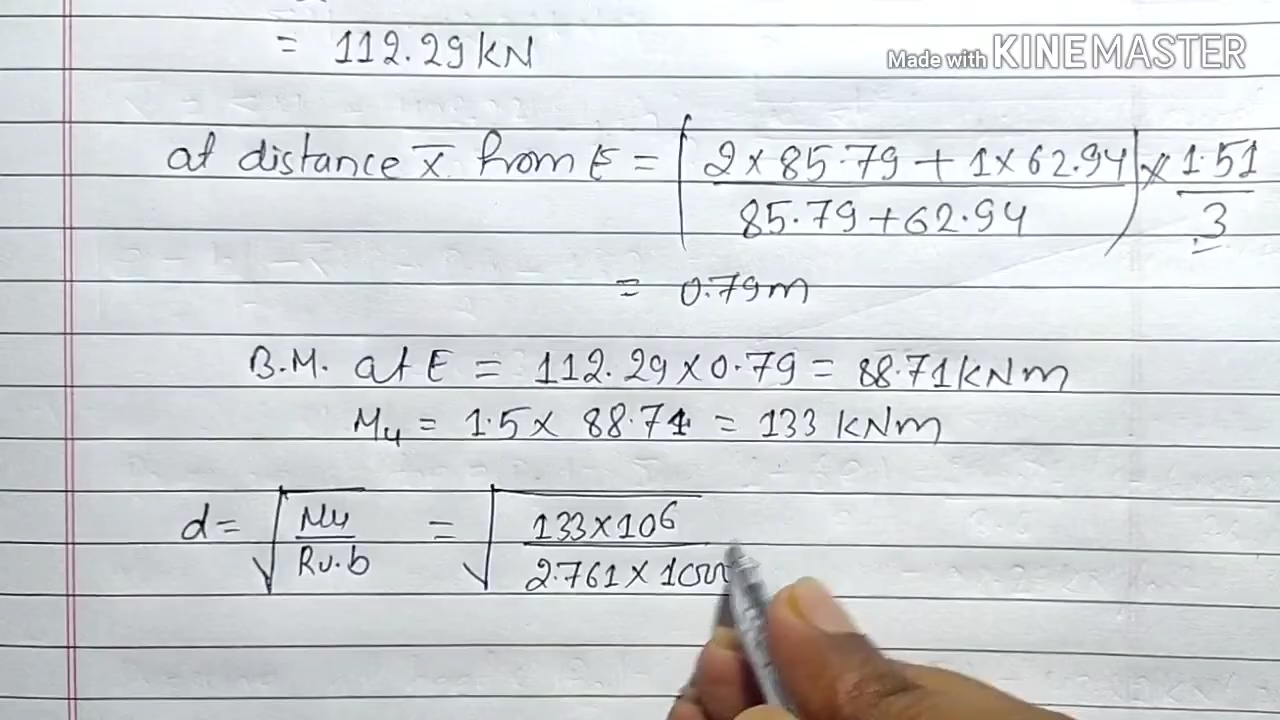 = 112.29 KN
Made with KINEMASTER
at distance x̄ from E = (2 × 85.79 + 1 × 62.94 / 85.79 + 62.94) × 1.51 / 3
= 0.79m
B.M. at E = 112.29 × 0.79 = 88.71 KNm
Mu = 1.5 × 88.71 = 133 KNm
d = √(Mu / Ru.b) = √(133 × 10⁶ / 2.761 × 1000)